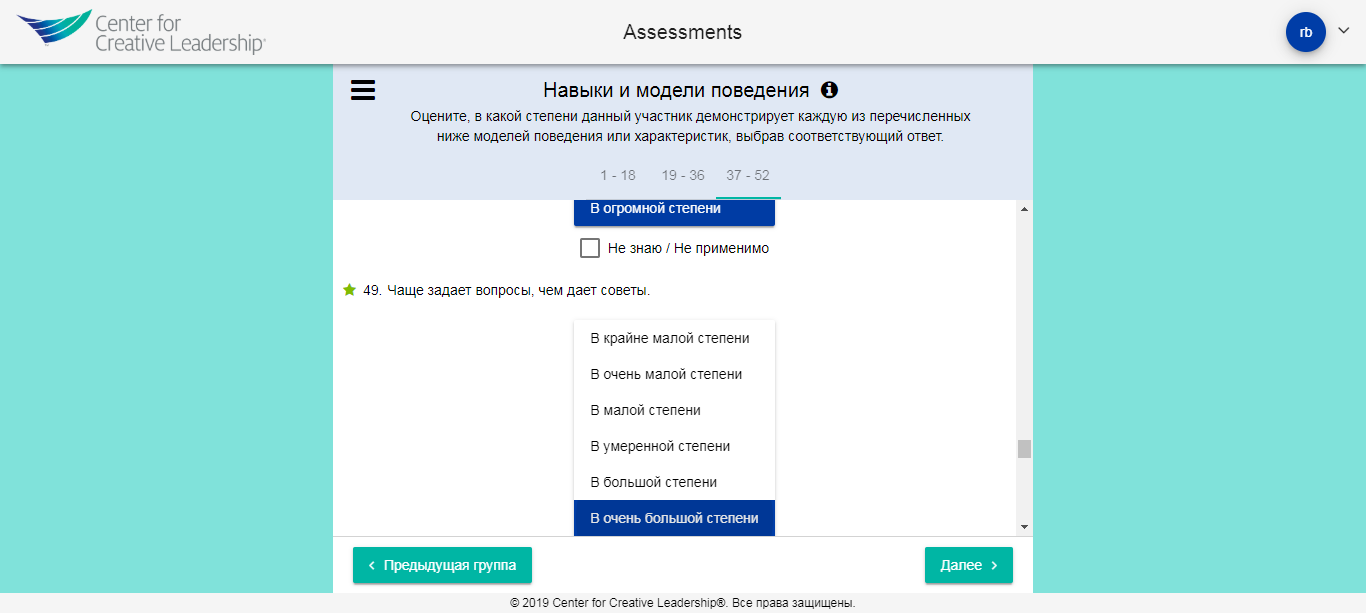 Center for
Creative Leadership®
Assessments
rb
Навыки и модели поведения
Оцените, в какой степени данный участник демонстрирует каждую из перечисленных
ниже моделей поведения или характеристик, выбрав соответствующий ответ.
1 - 18 19 - 36 37 - 52
В огромной степени
Не знаю / Не применимо
49. Чаще задает вопросы, чем дает советы.
В крайне малой степени
В очень малой степени
В малой степени
В умеренной степени
В большой степени
В очень большой степени
Предыдущая группа
Далее
© 2019 Center for Creative Leadership®. Все права защищены.